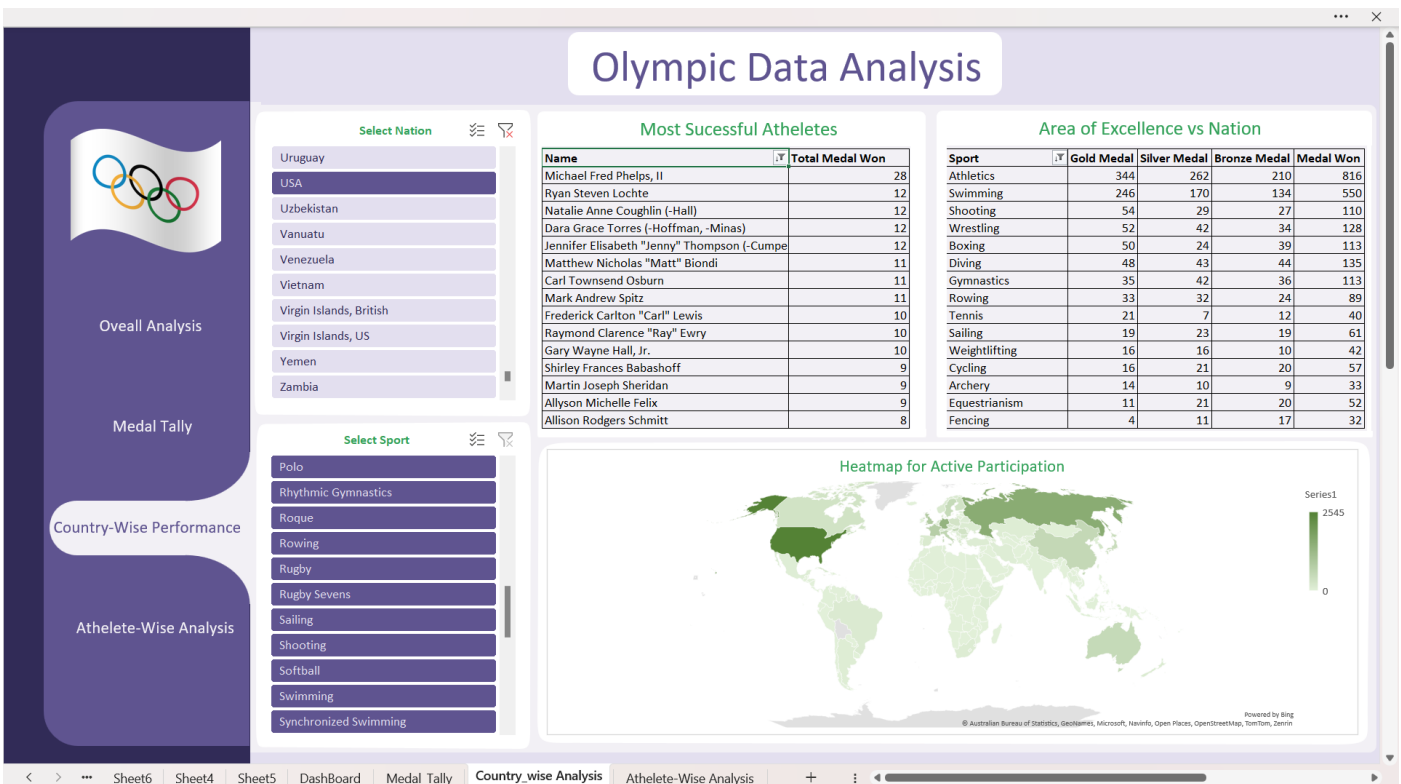 Olympic Data Analysis
Oveall Analysis
Medal Tally
Country-Wise Performance
Athelete-Wise Analysis
Select Nation
Uruguay
USA
Uzbekistan
Vanuatu
Venezuela
Vietnam
Virgin Islands, British
Virgin Islands, US
Yemen
Zambia
Select Sport
Polo
Rhythmic Gymnastics
Roque
Rowing
Rugby
Rugby Sevens
Sailing
Shooting
Softball
Swimming
Synchronized Swimming
Most Sucessful Atheletes
Name Total Medal Won
Michael Fred Phelps, II 28
Ryan Steven Lochte 12
Natalie Anne Coughlin (-Hall) 12
Dara Grace Torres (-Hoffman, -Minas) 12
Jennifer Elisabeth "Jenny" Thompson (-Cumpe 12
Matthew Nicholas "Matt" Biondi 11
Carl Townsend Osburn 11
Mark Andrew Spitz 11
Frederick Carlton "Carl" Lewis 10
Raymond Clarence "Ray" Ewry 10
Gary Wayne Hall, Jr. 10
Shirley Frances Babashoff 9
Martin Joseph Sheridan 9
Allyson Michelle Felix 9
Allison Rodgers Schmitt 8
Area of Excellence vs Nation
Sport Gold Medal Silver Medal Bronze Medal Medal Won
Athletics 344 262 210 816
Swimming 246 170 134 550
Shooting 54 29 27 110
Wrestling 52 42 34 128
Boxing 50 24 39 113
Diving 48 43 44 135
Gymnastics 35 42 36 113
Rowing 33 32 24 89
Tennis 21 7 12 40
Sailing 19 23 19 61
Weightlifting 16 16 10 42
Cycling 16 21 20 57
Archery 14 10 9 33
Equestrianism 11 21 20 52
Fencing 4 11 17 32
Heatmap for Active Participation
Series1
2545
0
Powered by Bing
© Australian Bureau of Statistics, GeoNames, Microsoft, Navinfo, Open Places, OpenStreetMap, TomTom, Zenrin
Sheet6 Sheet4 Sheet5 DashBoard Medal Tally Country_wise Analysis Athelete-Wise Analysis